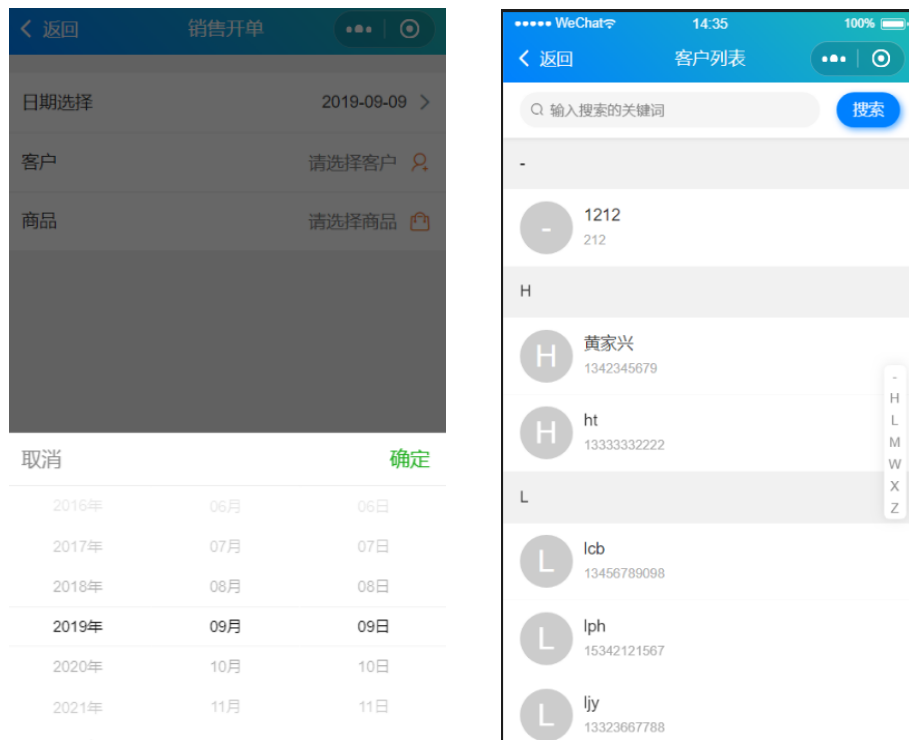 返回 销售开单
日期选择 2019-09-09
客户 请选择客户
商品 请选择商品
取消 确定
2016年 06月 06日
2017年 07月 07日
2018年 08月 08日
2019年 09月 09日
2020年 10月 10日
2021年 11月 11日
WeChat 14:35 100%
返回 客户列表
输入搜索的关键词 搜索
-
- 1212
212
H
H 黄家兴
1342345679
H ht
13333332222
L
L lcb
13456789098
L lph
15342121567
L ljy
13323667788
-
H
L
M
W
X
Z